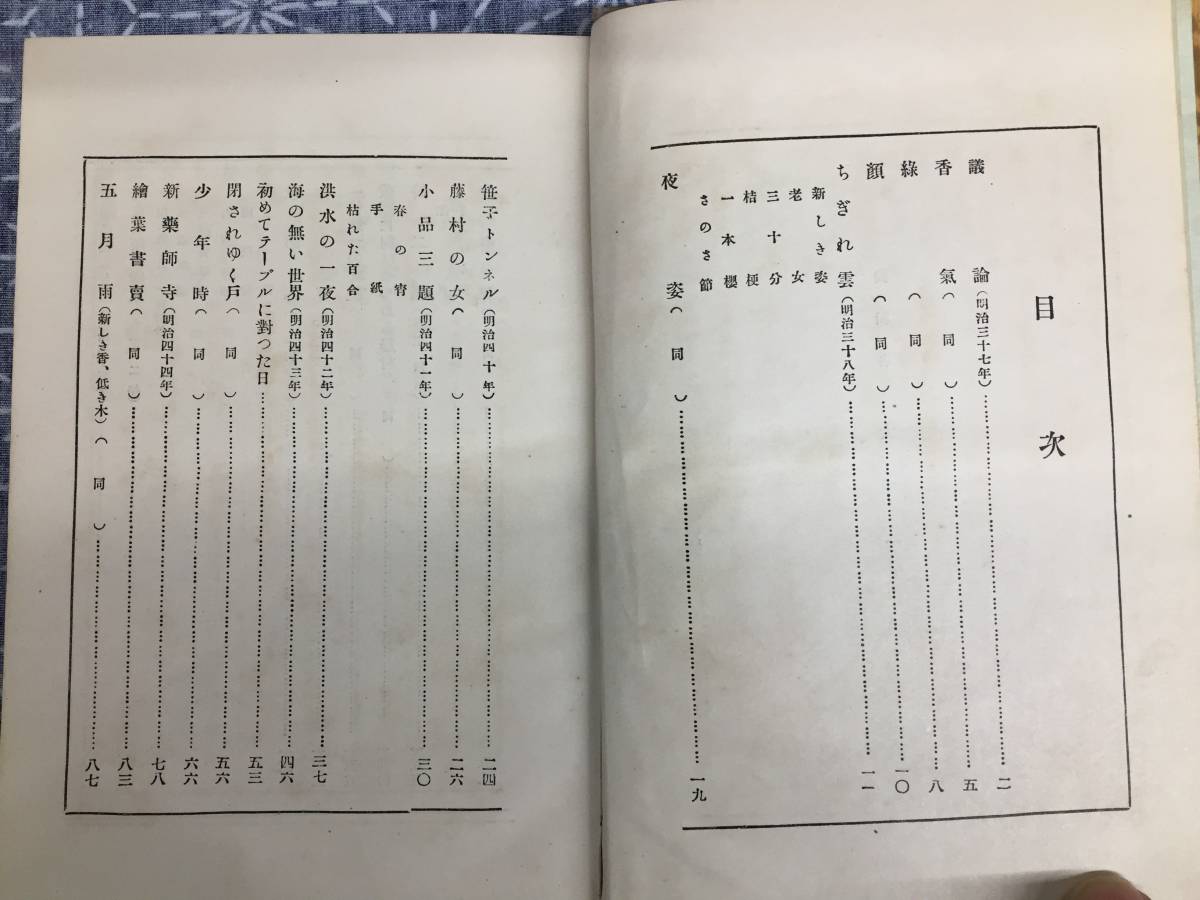 目次
議論(明治三十七年)……二
香氣(同)……五
綠(同)……八
顏(同)……一〇
ちぎれ雲(明治三十八年)……一一
新しき姿
老女
三十分
桔梗
一本櫻
さのさ節
夜姿(同)……一九
笹子トンネル(明治四十年)……二四
藤村の女(同)……二六
小品三題(明治四十一年)……三〇
春の宵
手紙
枯れた百合
洪水の一夜(明治四十二年)……三七
海の無い世界(明治四十三年)……四六
初めてテーブルに對つた日……五三
閉されゆく戶(同)……五六
少年時(同)……六六
新藥師寺(明治四十四年)……七八
繪葉書賣(同)……八三
五月雨(新しき香、低き木)(同)……八七